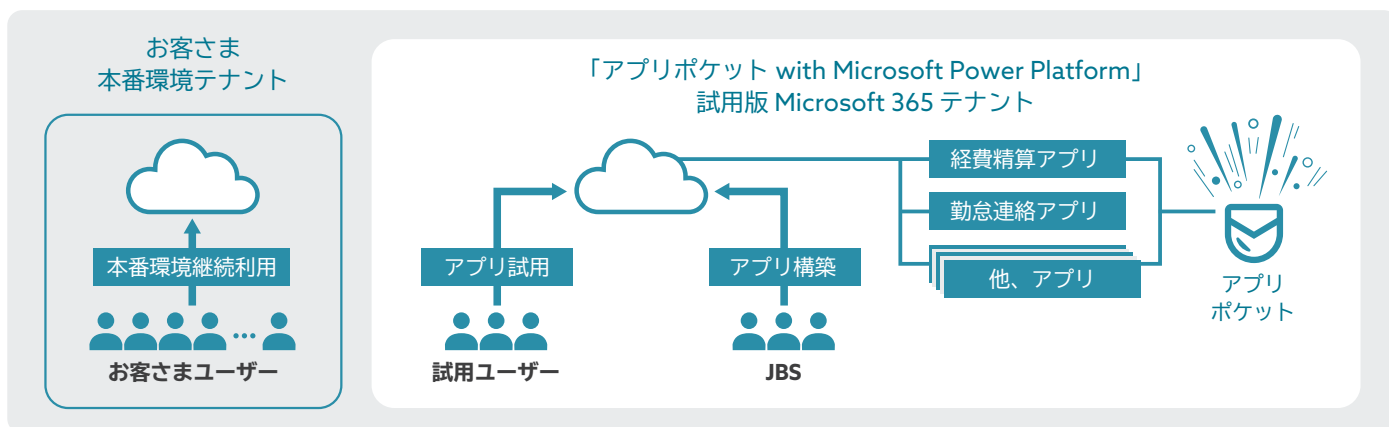 お客さま
本番環境テナント
本番環境継続利用
お客さまユーザー
「アプリポケット with Microsoft Power Platform」
試用版 Microsoft 365 テナント
アプリ試用
試用ユーザー
アプリ構築
JBS
経費精算アプリ
勤怠連絡アプリ
他、アプリ
アプリ
ポケット